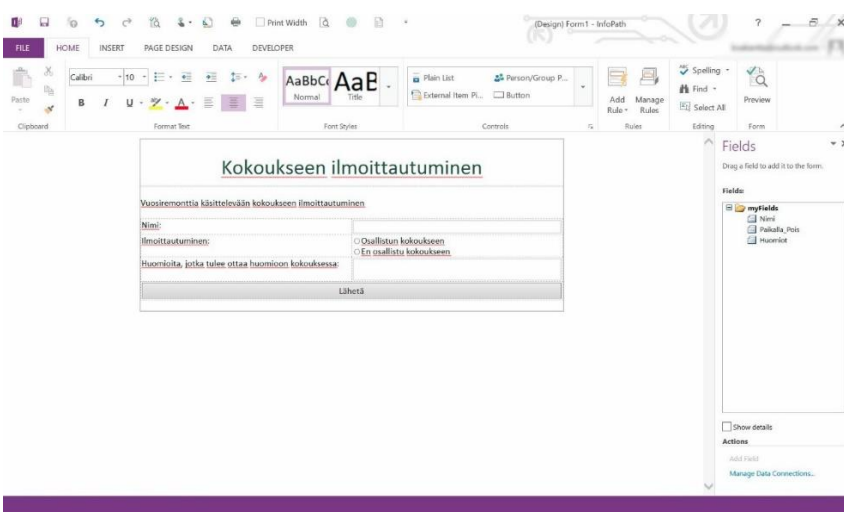 Print Width
(Design) Form1 - InfoPath
?
FILE HOME INSERT PAGE DESIGN DATA DEVELOPER
Calibri 10
AaBbCc AaB
Normal Title
Plain List Person/Group P...
External Item Pi... Button
Paste
B I U A
Add Rule Manage Rules
Spelling
Find
Select All
Preview
Clipboard Format Text Font Styles Controls Rules Editing Form
Kokoukseen ilmoittautuminen
Vuosiremonttia käsittelevään kokoukseen ilmoittautuminen
Nimi:
Ilmoittautuminen: Osallistun kokoukseen
En osallistu kokoukseen
Huomioita, jotka tulee ottaa huomioon kokouksessa:
Lähetä
Fields
Drag a field to add it to the form.
Fields:
myFields
Nimi
Paikalla_Pois
Huomiot
Show details
Actions
Add Field
Manage Data Connections...